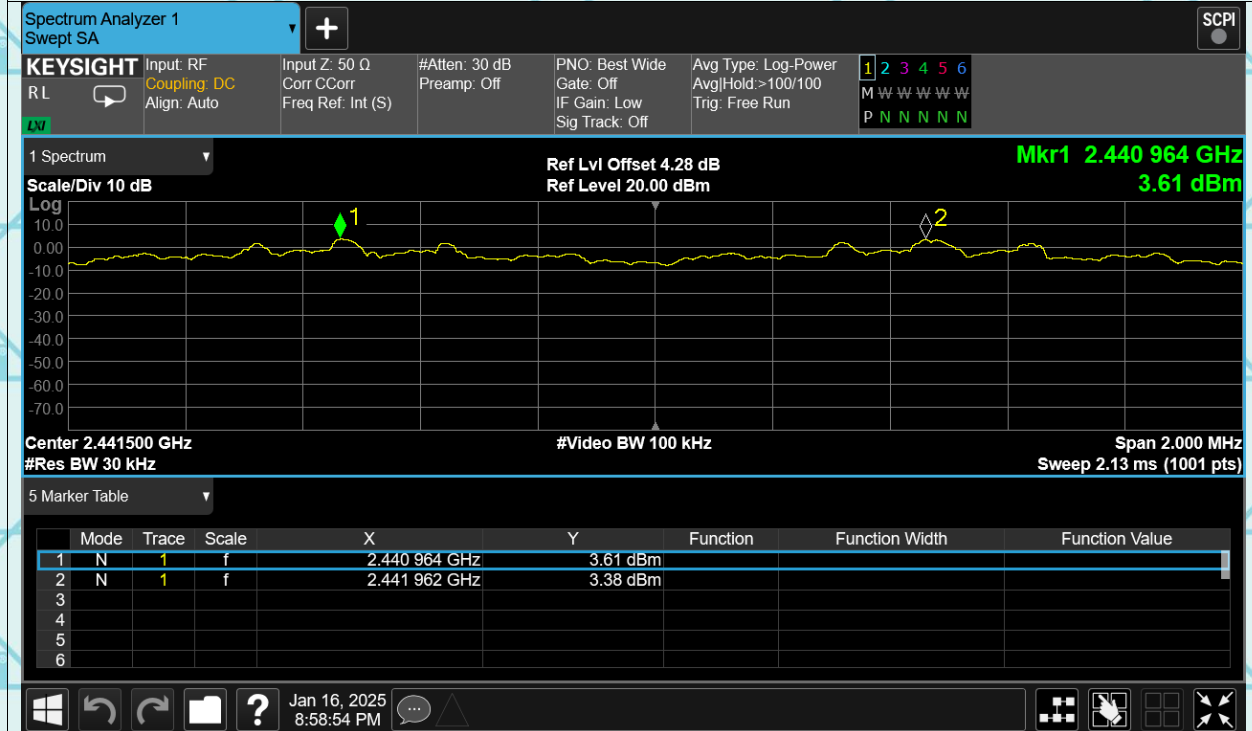 Spectrum Analyzer 1
Swept SA
SCPI
KEYSIGHT
RL
LXI
Input: RF
Coupling: DC
Align: Auto
Input Z: 50 Ω
Corr CCorr
Freq Ref: Int (S)
#Atten: 30 dB
Preamp: Off
PNO: Best Wide
Gate: Off
IF Gain: Low
Sig Track: Off
Avg Type: Log-Power
Avg|Hold:>100/100
Trig: Free Run
1 2 3 4 5 6
M W W W W W
P N N N N N
1 Spectrum
Scale/Div 10 dB
Ref Lvl Offset 4.28 dB
Ref Level 20.00 dBm
Mkr1 2.440 964 GHz
3.61 dBm
Log
10.0
0.00
-10.0
-20.0
-30.0
-40.0
-50.0
-60.0
-70.0
1
2
Center 2.441500 GHz
#Video BW 100 kHz
Span 2.000 MHz
#Res BW 30 kHz
Sweep 2.13 ms (1001 pts)
5 Marker Table
Mode Trace Scale X Y Function Function Width Function Value
1 N 1 f 2.440 964 GHz 3.61 dBm
2 N 1 f 2.441 962 GHz 3.38 dBm
3
4
5
6
?
Jan 16, 2025
8:58:54 PM